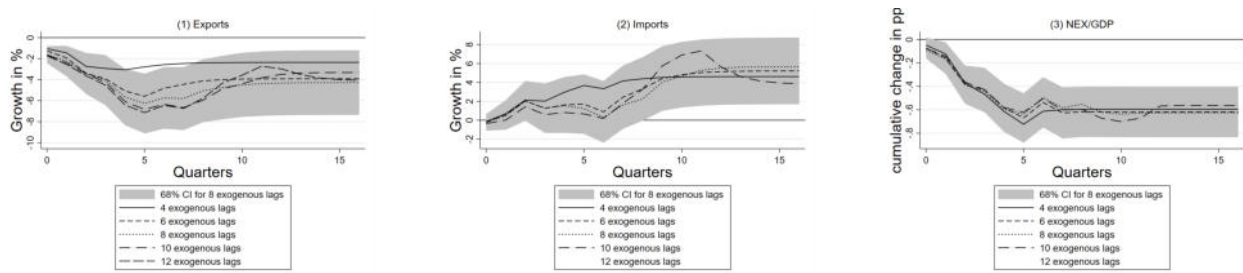 (1) Exports
Growth in %
0
-2
-4
-6
-8
-10
0 5 10 15
Quarters
68% CI for 8 exogenous lags
4 exogenous lags
6 exogenous lags
8 exogenous lags
10 exogenous lags
12 exogenous lags
(2) Imports
Growth in %
8
6
4
2
0
-2
0 5 10 15
Quarters
68% CI for 8 exogenous lags
4 exogenous lags
6 exogenous lags
8 exogenous lags
10 exogenous lags
12 exogenous lags
(3) NEX/GDP
cumulative change in pp
0
-.2
-.4
-.6
-.8
0 5 10 15
Quarters
68% CI for 8 exogenous lags
4 exogenous lags
6 exogenous lags
8 exogenous lags
10 exogenous lags
12 exogenous lags